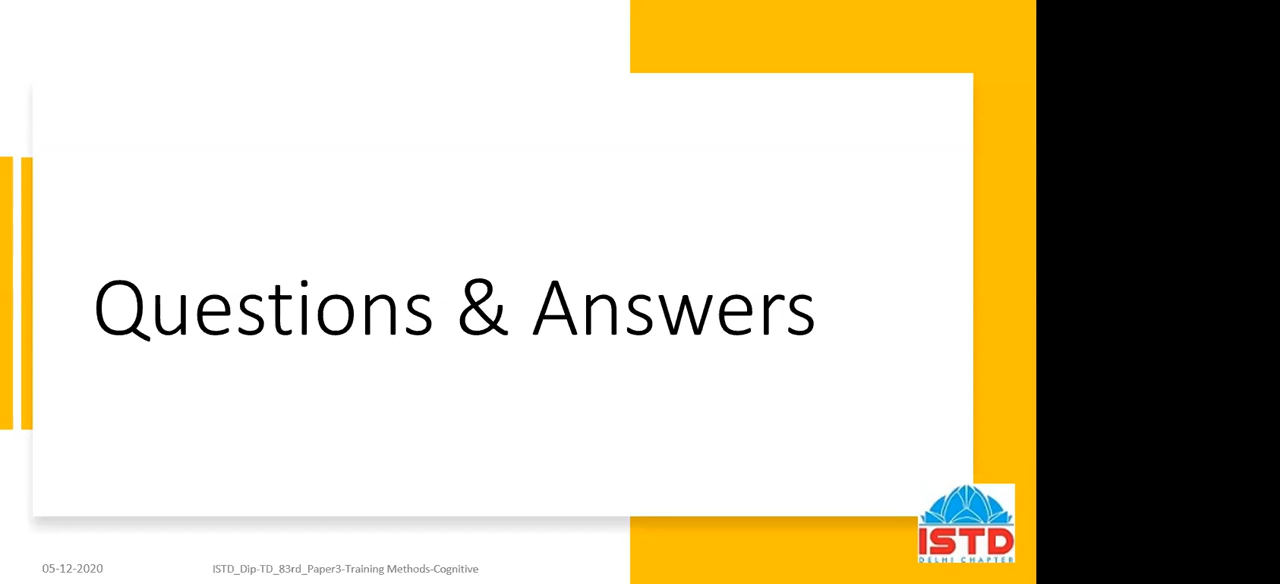 Questions & Answers
ISTD
DELHI CHAPTER
05-12-2020
ISTD_Dip-TD_83rd_Paper3-Training Methods-Cognitive